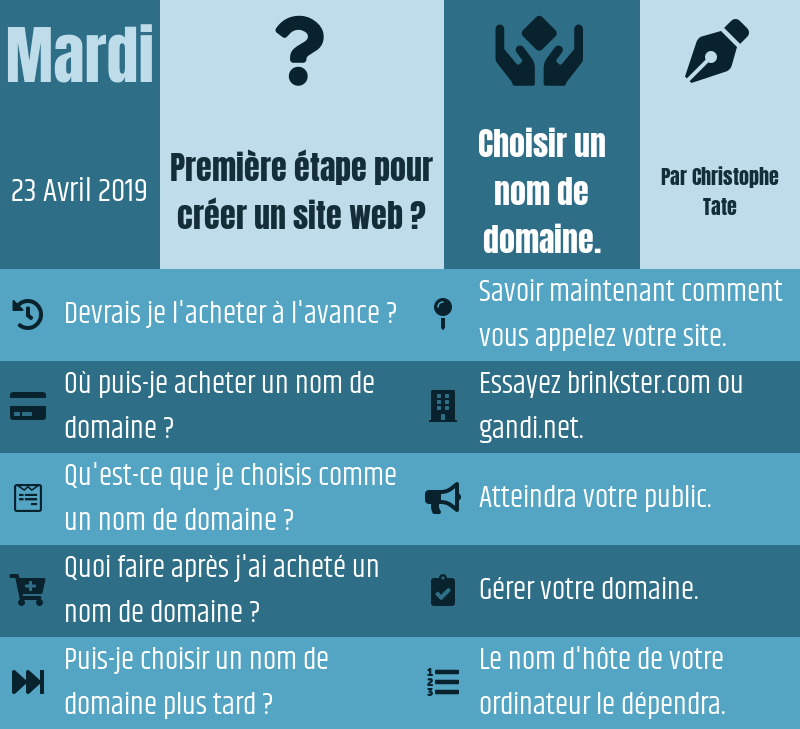 Mardi
23 Avril 2019
Première étape pour
créer un site web ?
Choisir un
nom de
domaine.
Par Christophe
Tate
Devrais je l'acheter à l'avance ?
Savoir maintenant comment
vous appelez votre site.
Où puis-je acheter un nom de
domaine ?
Essayez brinkster.com ou
gandi.net.
Qu'est-ce que je choisis comme
un nom de domaine ?
Atteindra votre public.
Quoi faire après j'ai acheté un
nom de domaine ?
Gérer votre domaine.
Puis-je choisir un nom de
domaine plus tard ?
Le nom d'hôte de votre
ordinateur le dépendra.